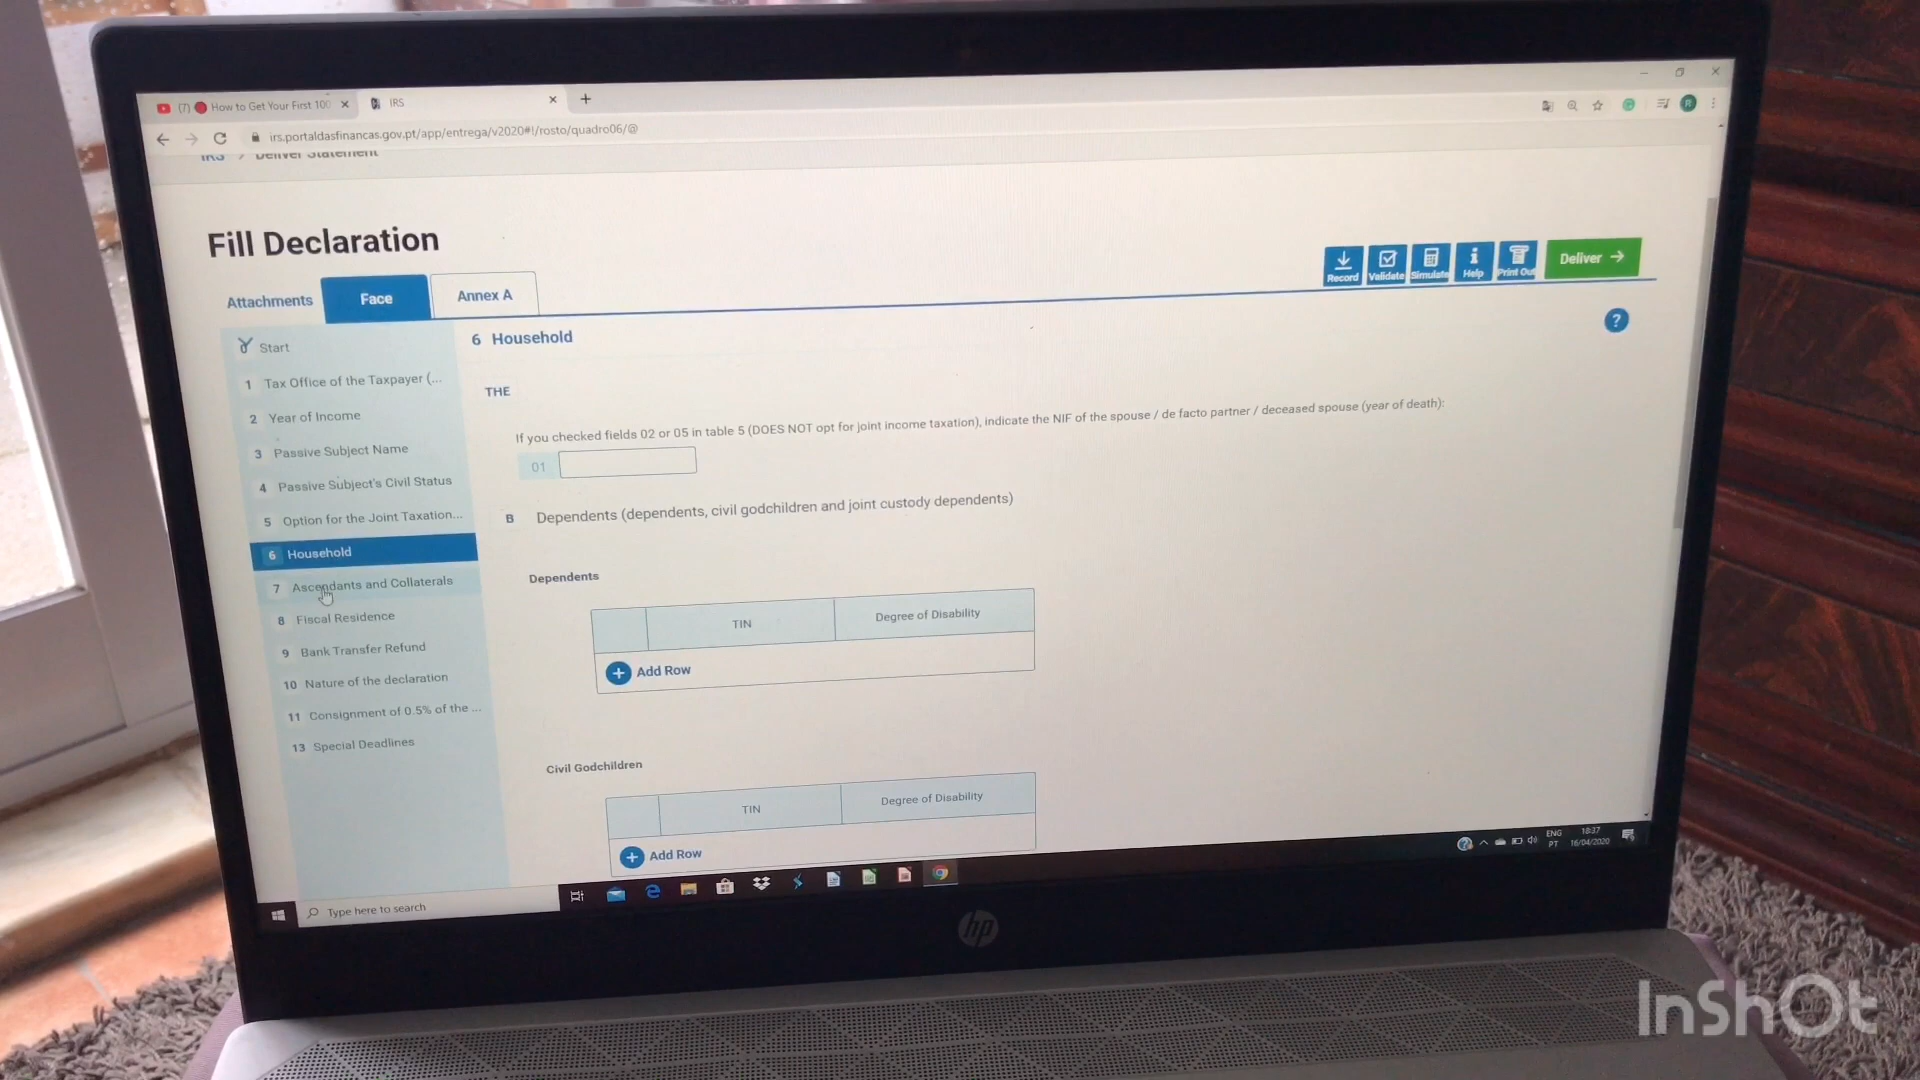 (7) How to Get Your First 100
IRS
irs.portaldasfinancas.gov.pt/app/entrega/v2020#!/rosto/quadro06/@
R
IRS / Deliver Statement
Fill Declaration
Record
Validate
Simulate
Help
Print Out
Deliver →
Attachments
Face
Annex A
?
Start
1 Tax Office of the Taxpayer (...
2 Year of Income
3 Passive Subject Name
4 Passive Subject's Civil Status
5 Option for the Joint Taxation...
6 Household
7 Ascendants and Collaterals
8 Fiscal Residence
9 Bank Transfer Refund
10 Nature of the declaration
11 Consignment of 0.5% of the ...
13 Special Deadlines
6 Household
THE
If you checked fields 02 or 05 in table 5 (DOES NOT opt for joint income taxation), indicate the NIF of the spouse / de facto partner / deceased spouse (year of death):
01
B Dependents (dependents, civil godchildren and joint custody dependents)
Dependents
TIN Degree of Disability
+ Add Row
Civil Godchildren
TIN Degree of Disability
+ Add Row
Type here to search
ENG
PT
18:37
16/04/2020
hp
InShOt